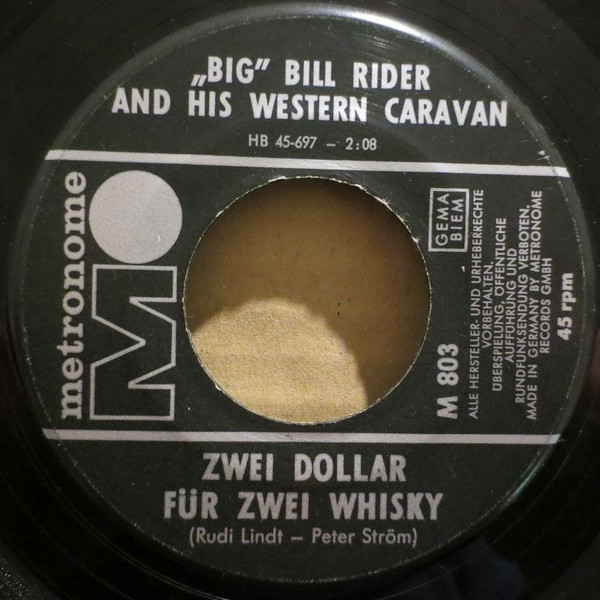 „BIG" BILL RIDER
AND HIS WESTERN CARAVAN
HB 45-697 – 2:08
metronome
M
GEMA
BIEM
M 803
ALLE HERSTELLER- UND URHEBERRECHTE
VORBEHALTEN.
ÜBERSPIELUNG, ÖFFENTLICHE
AUFFÜHRUNG UND
RUNDFUNKSENDUNG VERBOTEN.
MADE IN GERMANY BY METRONOME
RECORDS GMBH
45 rpm
ZWEI DOLLAR
FÜR ZWEI WHISKY
(Rudi Lindt – Peter Ström)